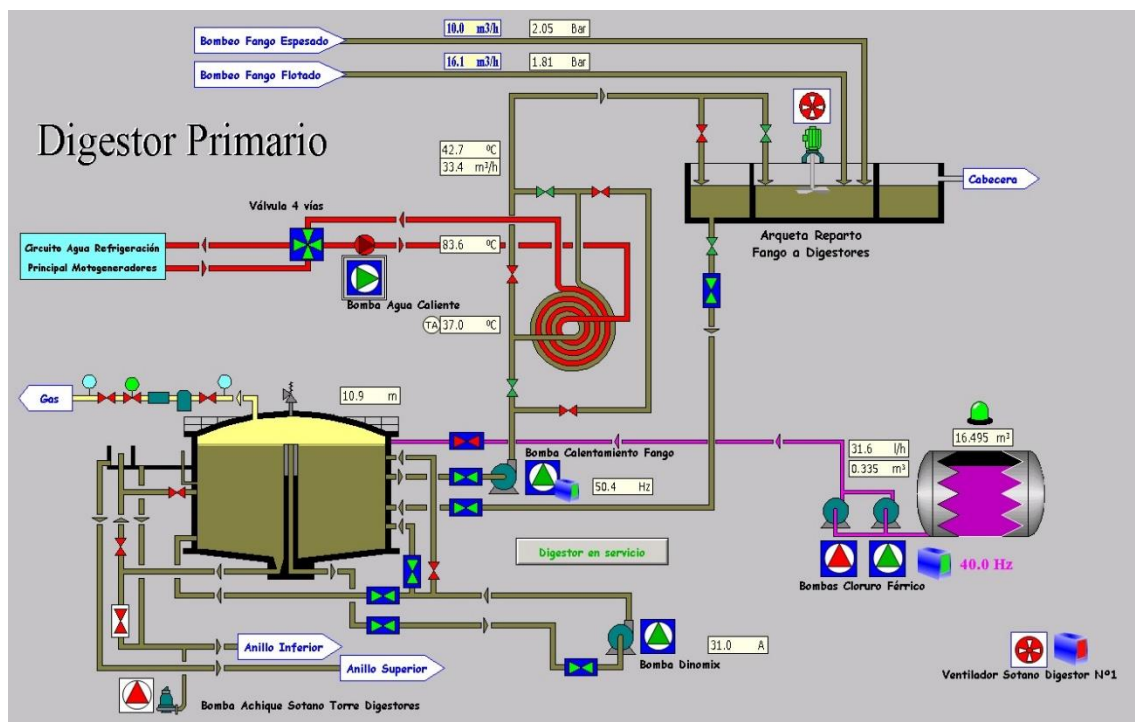 10.0 m3/h 2.05 Bar
Bombeo Fango Espesado
16.1 m3/h 1.81 Bar
Bombeo Fango Flotado
Digestor Primario
42.7 ºC
33.4 m³/h
Cabecera
Válvula 4 vías
Arqueta Reparto
Fango a Digestores
Circuito Agua Refrigeración
Principal Motogeneradores
83.6 ºC
Bomba Agua Caliente
TA 37.0 ºC
Gas
10.9 m
16.495 m³
31.6 l/h
0.335 m³
Bomba Calentamiento Fango
50.4 Hz
Digestor en servicio
40.0 Hz
Bombas Cloruro Férrico
Anillo Inferior
Anillo Superior
31.0 A
Bomba Dinomix
Ventilador Sotano Digestor Nº1
Bomba Achique Sotano Torre Digestores